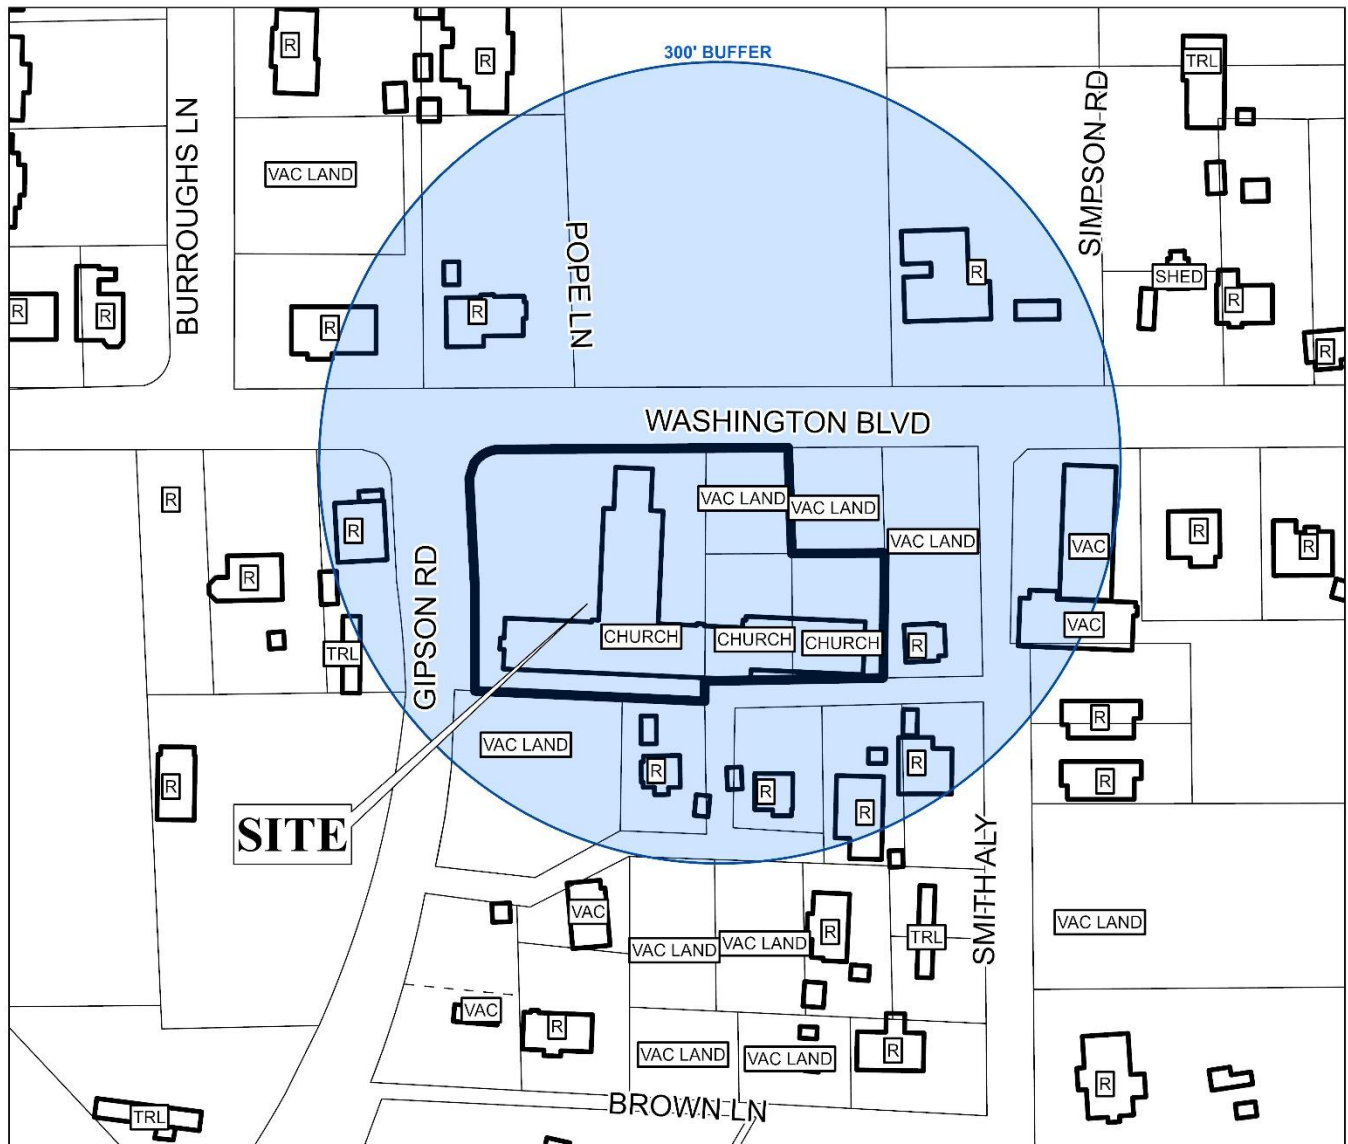 R
R
300' BUFFER
TRL
SIMPSON RD
BURROUGHS LN
VAC LAND
POPE LN
R
SHED
R
R
R
R
R
R
WASHINGTON BLVD
R
VAC LAND
VAC LAND
VAC LAND
R
VAC
R
R
R
GIPSON RD
TRL
CHURCH
CHURCH
CHURCH
R
VAC
R
VAC LAND
R
R
R
R
R
R
SITE
SMITH ALY
VAC
VAC LAND
VAC LAND
R
TRL
VAC LAND
VAC
R
VAC LAND
VAC LAND
R
R
BROWN LN
TRL